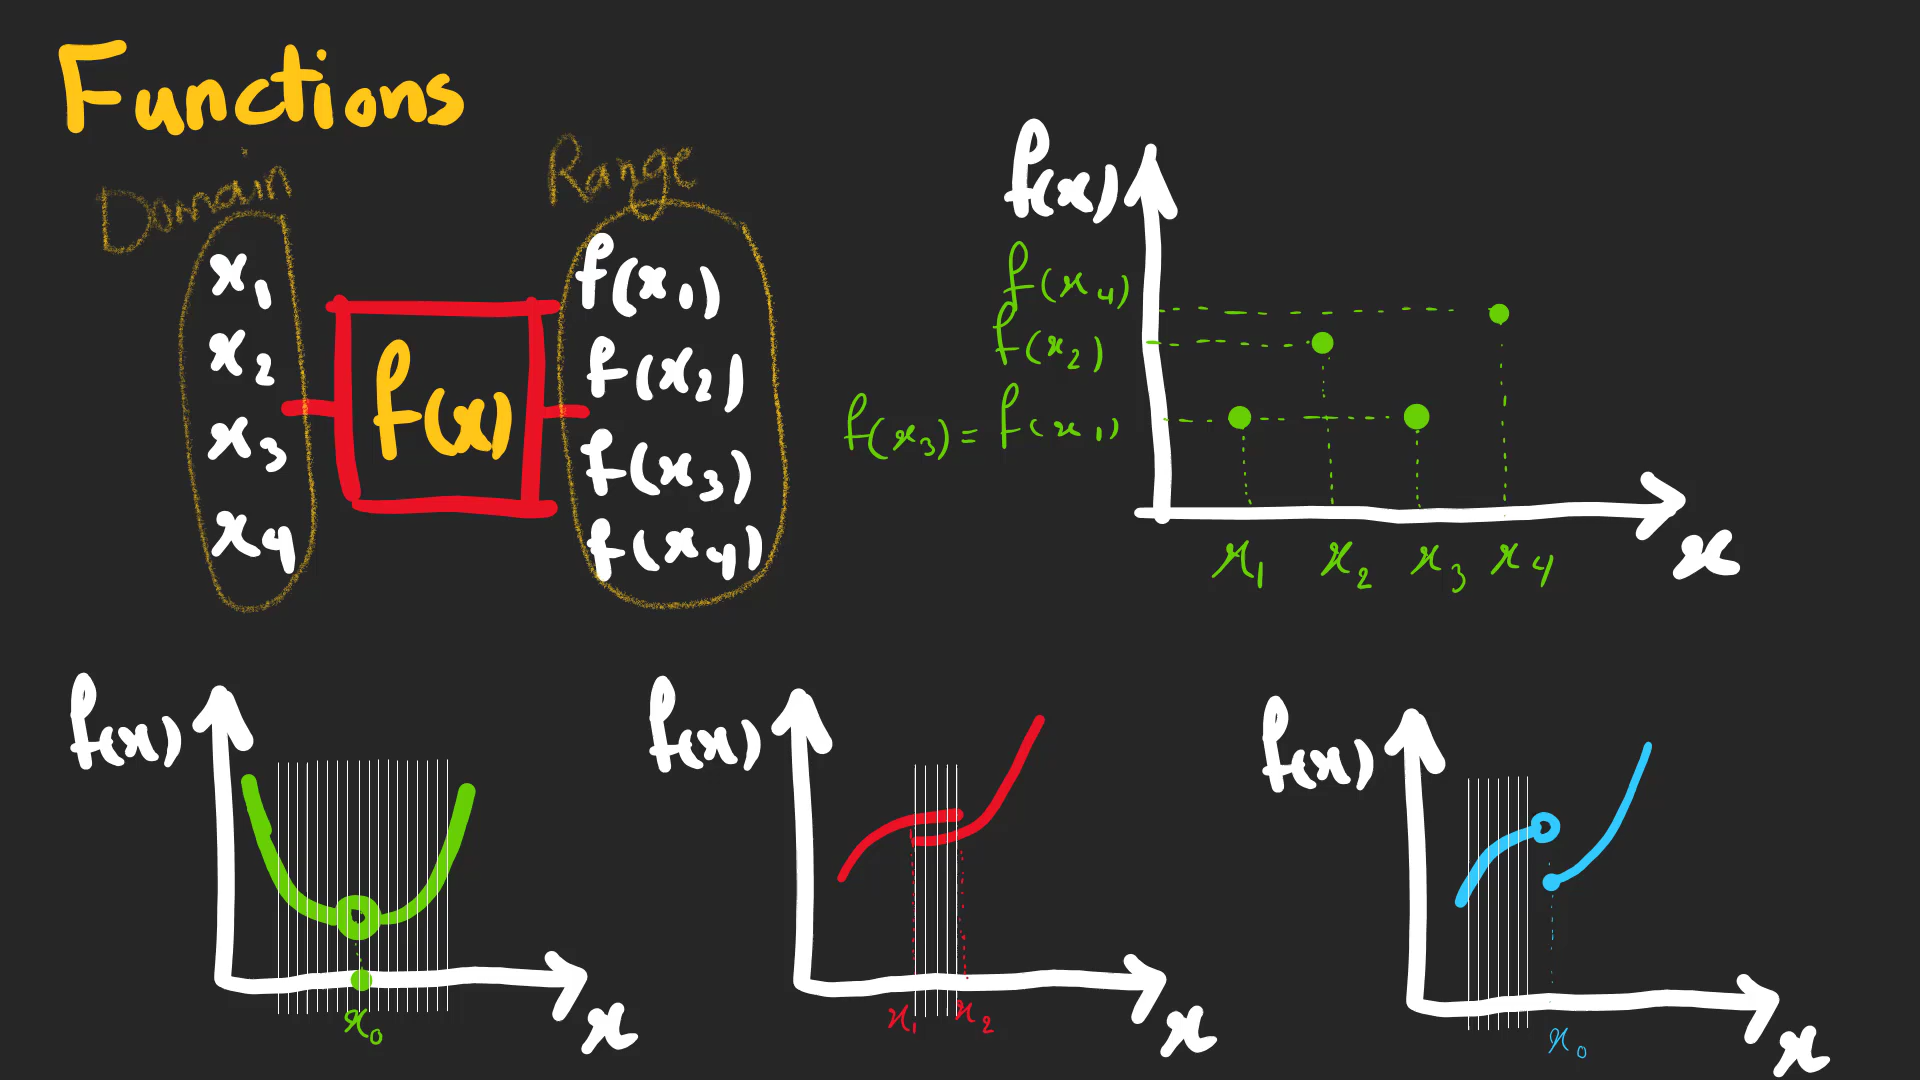 Functions
Domain
Range
x₁
x₂
x₃
x₄
f(x)
f(x₁)
f(x₂)
f(x₃)
f(x₄)
f(x)
f(x₄)
f(x₂)
f(x₃) = f(x₁)
x₁ x₂ x₃ x₄
x
f(x)
x₀
x
f(x)
x₁ x₂
x
f(x)
x₀
x